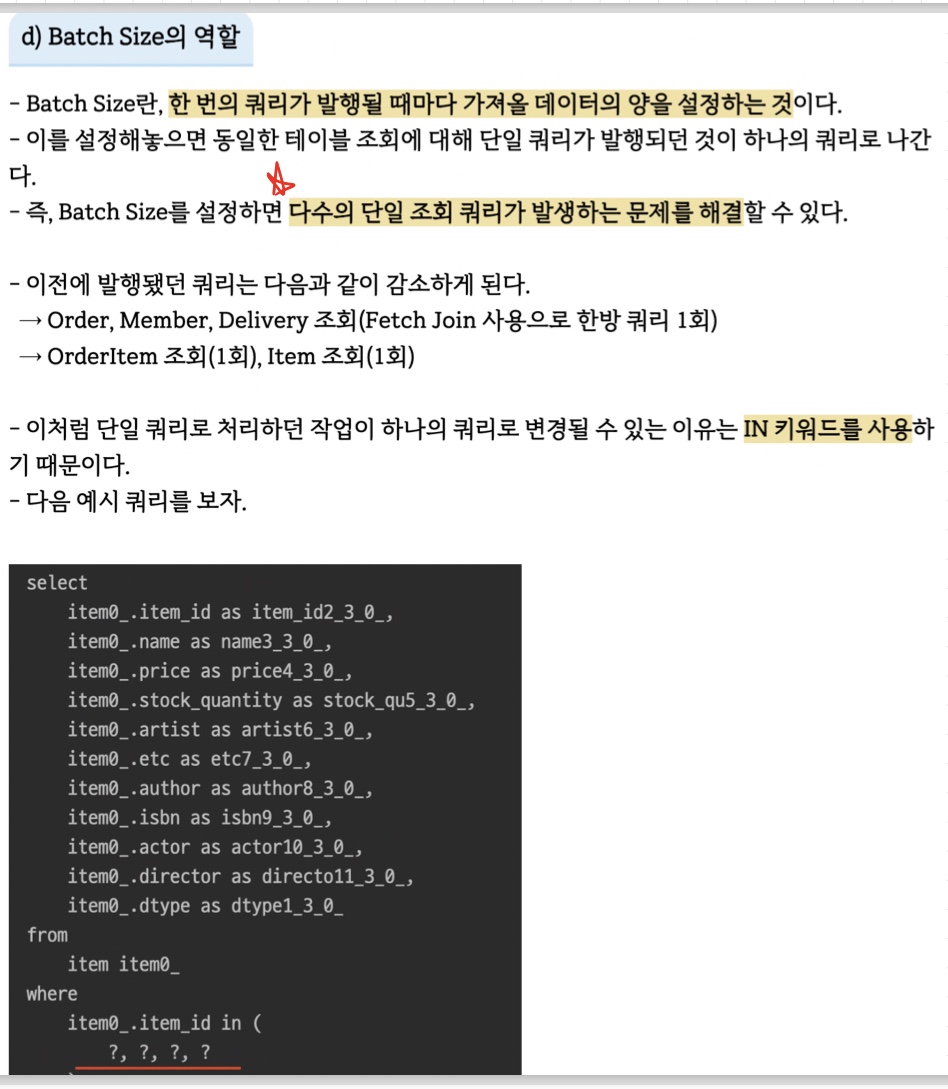 d) Batch Size의 역할
- Batch Size란, 한 번의 쿼리가 발행될 때마다 가져올 데이터의 양을 설정하는 것이다.
- 이를 설정해놓으면 동일한 테이블 조회에 대해 단일 쿼리가 발행되던 것이 하나의 쿼리로 나간
다.
- 즉, Batch Size를 설정하면 다수의 단일 조회 쿼리가 발생하는 문제를 해결할 수 있다.
- 이전에 발행됐던 쿼리는 다음과 같이 감소하게 된다.
→ Order, Member, Delivery 조회(Fetch Join 사용으로 한방 쿼리 1회)
→ OrderItem 조회(1회), Item 조회(1회)
- 이처럼 단일 쿼리로 처리하던 작업이 하나의 쿼리로 변경될 수 있는 이유는 IN 키워드를 사용하
기 때문이다.
- 다음 예시 쿼리를 보자.
select
item0_.item_id as item_id2_3_0_,
item0_.name as name3_3_0_,
item0_.price as price4_3_0_,
item0_.stock_quantity as stock_qu5_3_0_,
item0_.artist as artist6_3_0_,
item0_.etc as etc7_3_0_,
item0_.author as author8_3_0_,
item0_.isbn as isbn9_3_0_,
item0_.actor as actor10_3_0_,
item0_.director as directo11_3_0_,
item0_.dtype as dtype1_3_0_
from
item item0_
where
item0_.item_id in (
?, ?, ?, ?